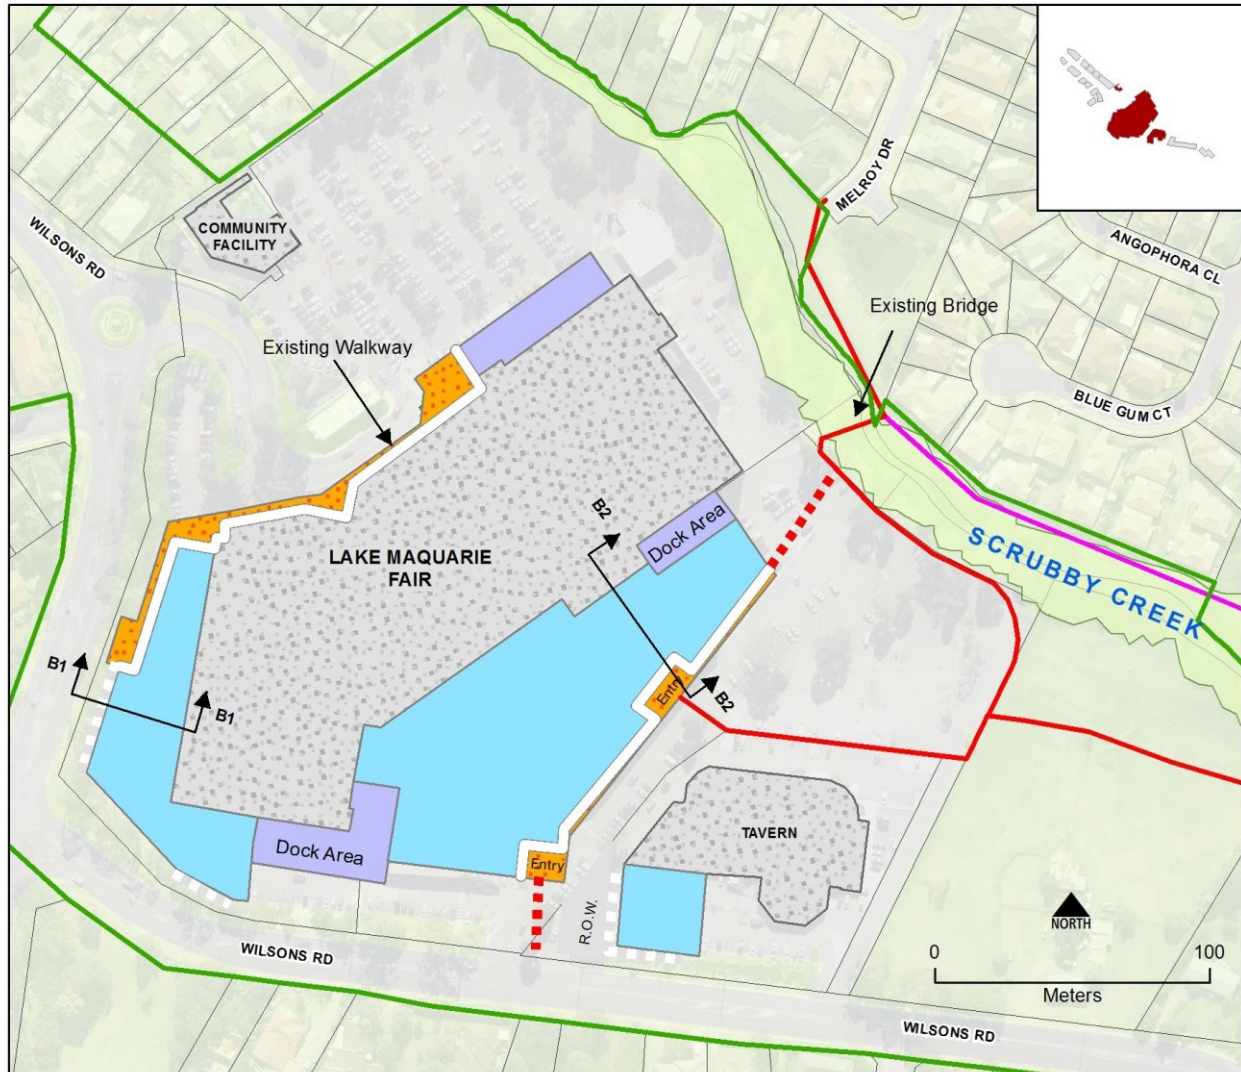 MELROY DR
COMMUNITY
FACILITY
WILSONS RD
ANGOPHORA CL
Existing Bridge
Existing Walkway
BLUE GUM CT
B2
Dock Area
LAKE MAQUARIE
FAIR
SCRUBBY CREEK
B1
B1
Entry
B2
TAVERN
Dock Area
Entry
R.O.W.
NORTH
WILSONS RD
0 100
Meters
WILSONS RD